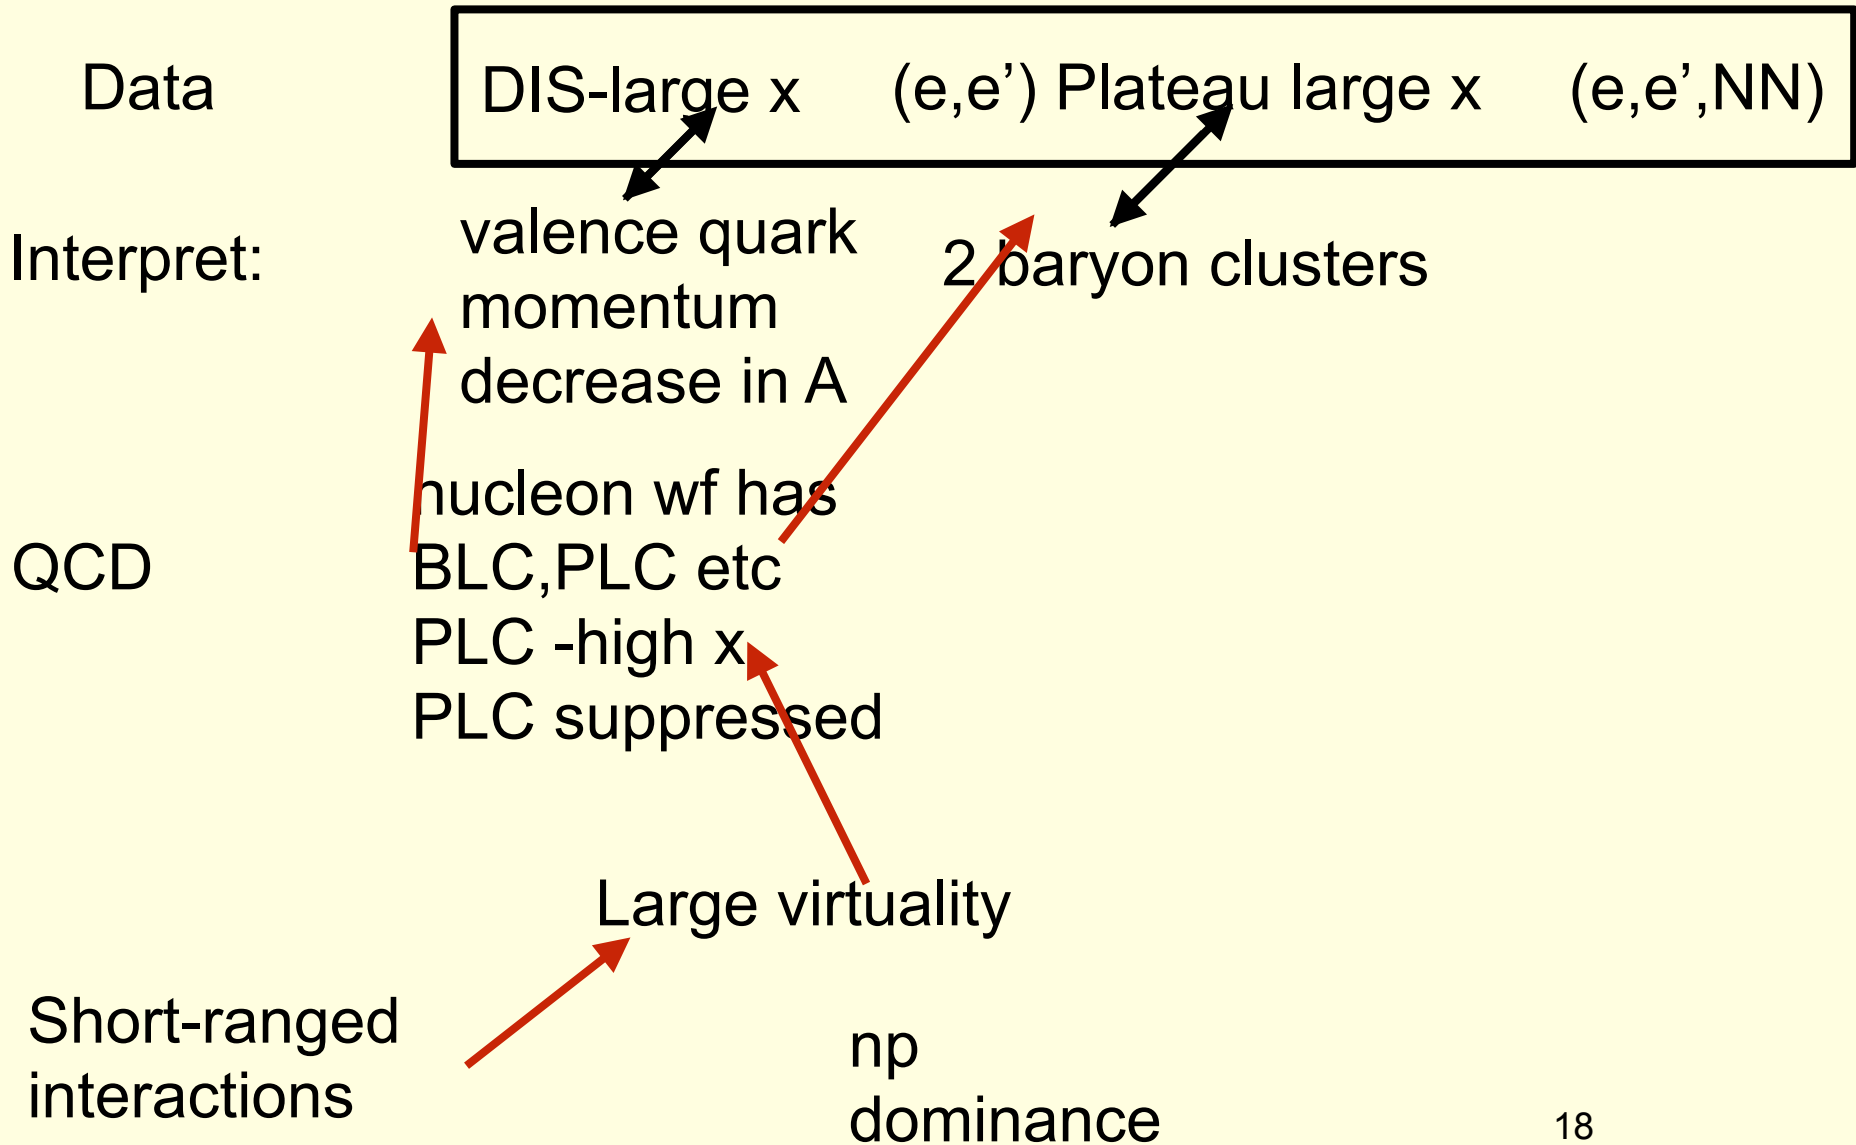 Data
DIS-large x (e,e’) Plateau large x (e,e’,NN)
Interpret:
valence quark
momentum
decrease in A
2 baryon clusters
QCD
nucleon wf has
BLC,PLC etc
PLC -high x
PLC suppressed
Large virtuality
Short-ranged
interactions
np
dominance
18